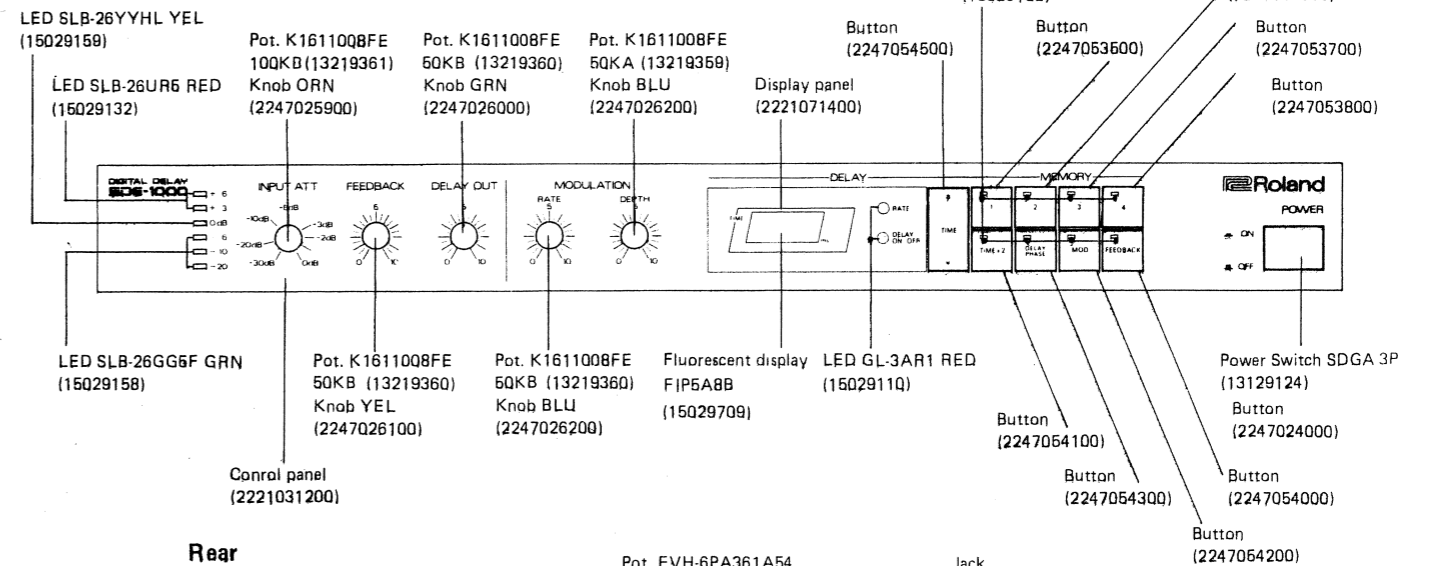 LED SLB-26YYHL YEL
(15029159)
LED SLB-26UR5 RED
(15029132)
Pot. K1611008FE
100KB (13219361)
Knob ORN
(2247025900)
Pot. K1611008FE
50KB (13219360)
Knob GRN
(2247026000)
Pot. K1611008FE
50KA (13219359)
Knob BLU
(2247026200)
Display panel
(2221071400)
Button
(2247054500)
Button
(2247053600)
Button
(2247053700)
Button
(2247053800)
DIGITAL DELAY
SDE-1000
+ 6
+ 3
0dB
6
- 10
- 20
INPUT ATT
-6dB
-10dB
-3dB
-20dB
-2dB
-30dB
0dB
FEEDBACK
5
0
10
DELAY OUT
5
0
10
MODULATION
RATE
5
0
10
DEPTH
5
0
10
DELAY
TIME
RATE
DELAY
ON OFF
TIME
MEMORY
1
2
3
4
TIME × 2
DELAY
PHASE
MOD
FEEDBACK
Roland
POWER
ON
OFF
LED SLB-26GG5F GRN
(15029158)
Pot. K1611008FE
50KB (13219360)
Knob YEL
(2247026100)
Pot. K1611008FE
50KB (13219360)
Knob BLU
(2247026200)
Fluorescent display
FIP5A8B
(15029709)
LED GL-3AR1 RED
(15029110)
Power Switch SDGA 3P
(13129124)
Button
(2247024000)
Button
(2247054100)
Conrol panel
(2221031200)
Button
(2247054300)
Button
(2247054000)
Button
(2247054200)
Rear
Pot. EVH-6PA361A54
Jack